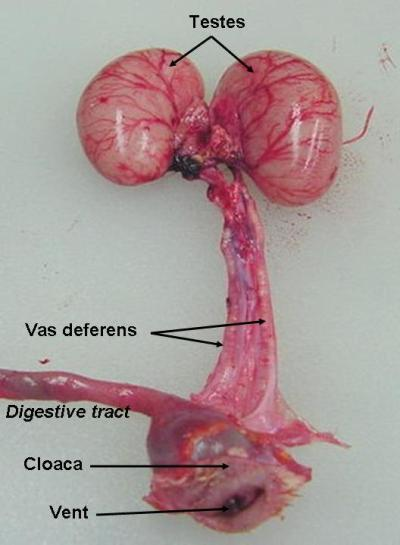 Testes
Vas deferens
Digestive tract
Cloaca
Vent